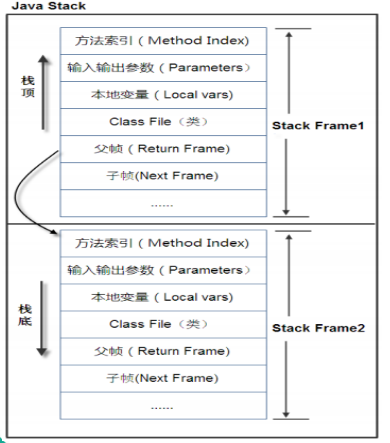 Java Stack
方法索引 ( Method Index)
输入输出参数 ( Parameters )
本地变量 ( Local vars)
Class File （类）
父帧 ( Return Frame)
子帧(Next Frame)
......
栈
顶
Stack Frame1
方法索引 ( Method Index)
输入输出参数 ( Parameters )
本地变量 ( Local vars)
Class File （类）
父帧 ( Return Frame)
子帧(Next Frame)
......
栈
底
Stack Frame2